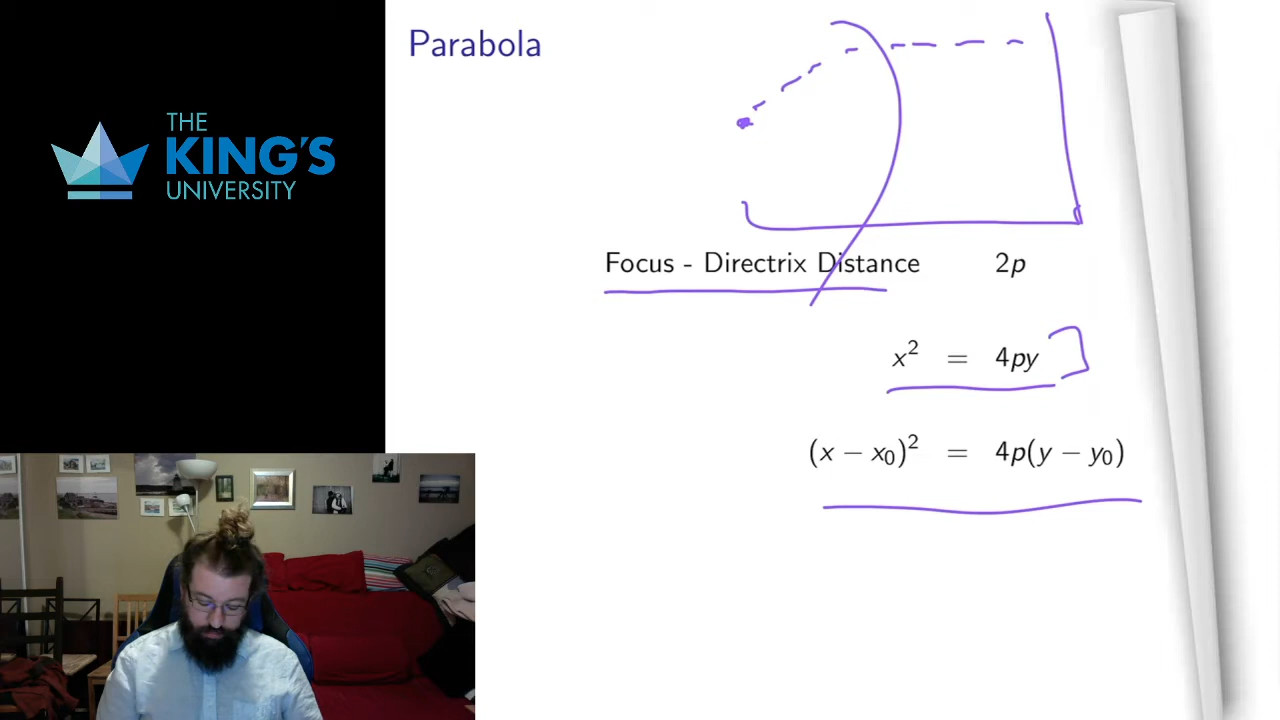 Parabola
THE
KING'S
UNIVERSITY
Focus - Directrix Distance 2p
x² = 4py
(x − x₀)² = 4p(y − y₀)